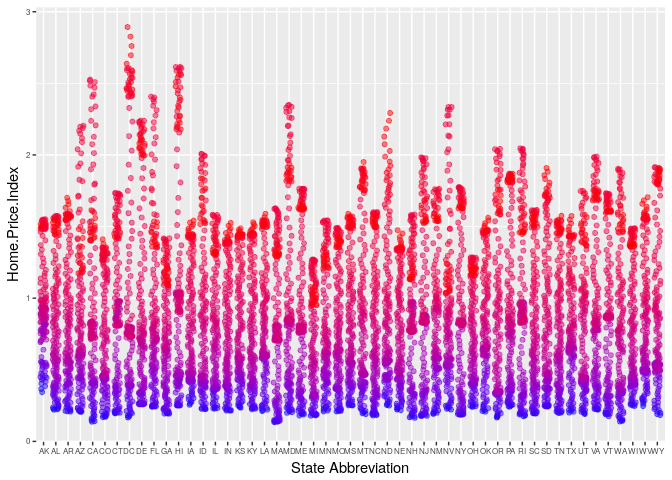 3
2
1
0
Home.Price.Index
AK AL AR AZ CA CO CT DC DE FL GA HI IA ID IL IN KS KY LA MA MD ME MI MN MO MS MT NC ND NE NH NJ NM NV NY OH OK OR PA RI SC SD TN TX UT VA VT WA WI WV WY
State Abbreviation